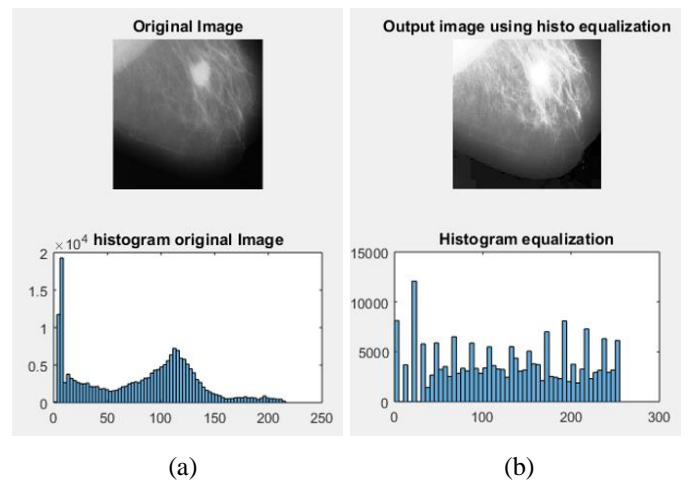 Original Image
×10^4 histogram original Image
2
1.5
1
0.5
0
0 50 100 150 200 250
(a)
Output image using histo equalization
Histogram equalization
15000
10000
5000
0
0 100 200 300
(b)